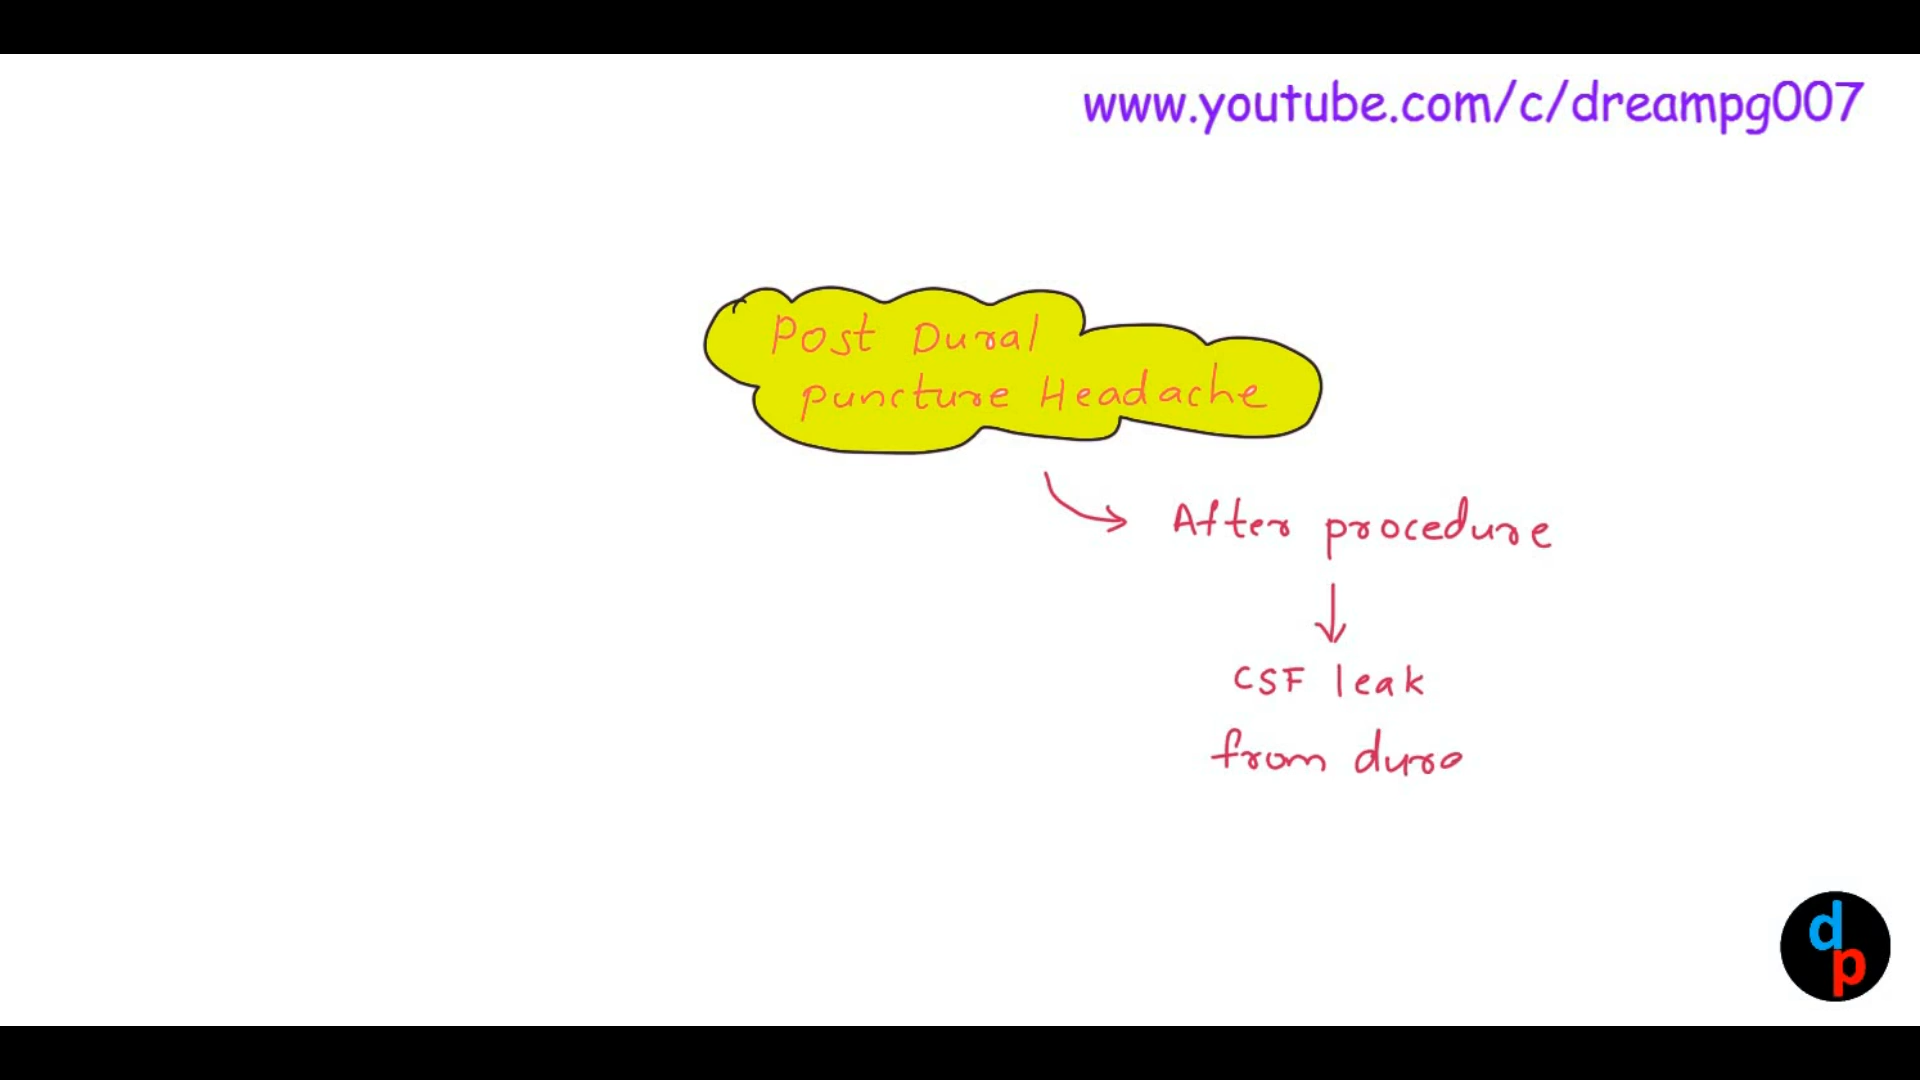 www.youtube.com/c/dreampg007
Post Dural
puncture Headache
After procedure
CSF leak
from dura
dp